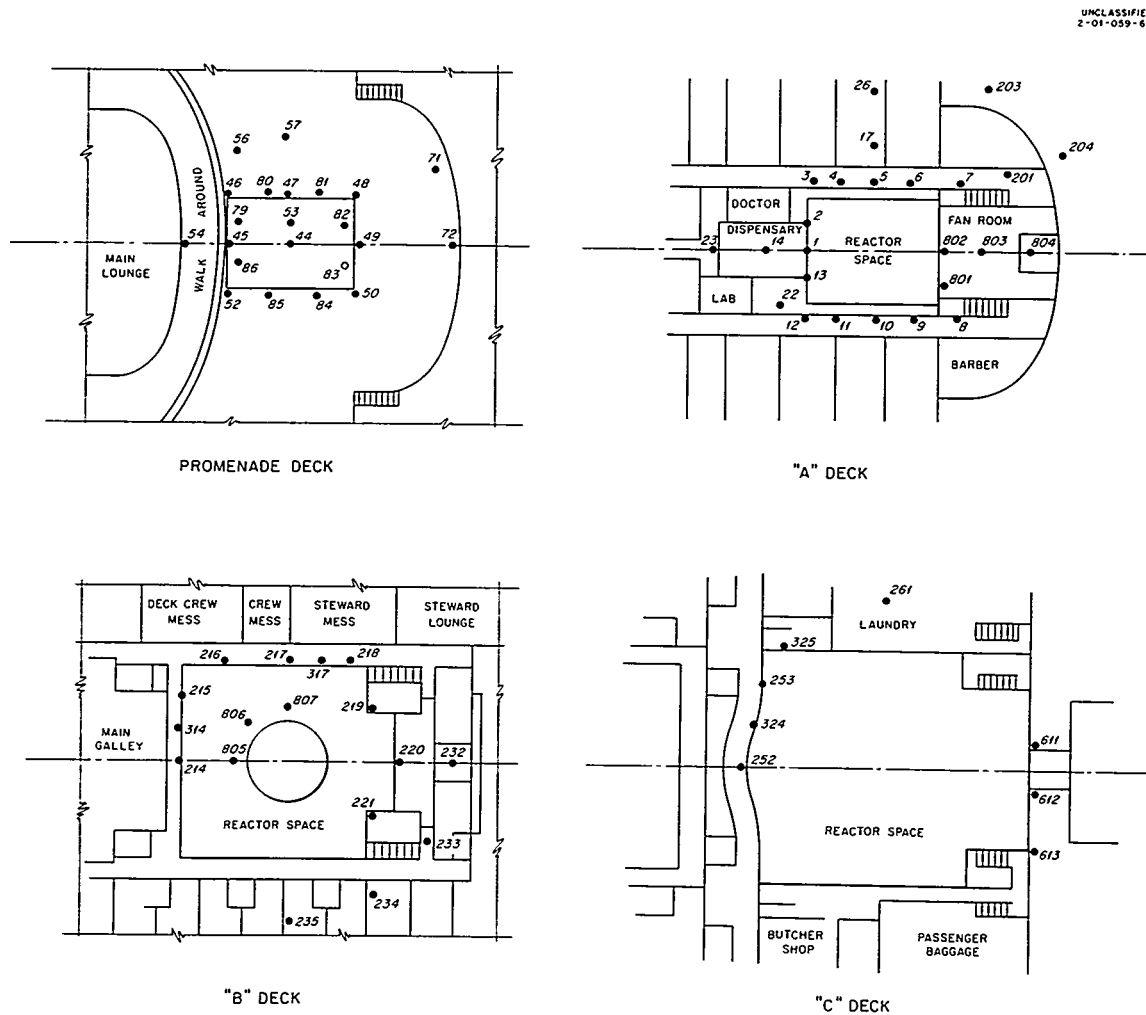 UNCLASSIFIE
2-01-059-6
56
57
71
46
80
47
81
48
79
53
82
54
45
44
49
72
86
83
52
85
84
50
MAIN
LOUNGE
WALK AROUND
PROMENADE DECK
26
203
17
204
3
4
5
6
7
201
DOCTOR
2
FAN ROOM
DISPENSARY
23
14
1
REACTOR
SPACE
802
803
804
13
801
LAB
22
12
11
10
9
8
BARBER
"A" DECK
DECK CREW
MESS
CREW
MESS
STEWARD
MESS
STEWARD
LOUNGE
216
217
317
218
215
807
219
806
314
MAIN
GALLEY
214
805
220
232
221
REACTOR SPACE
233
234
235
"B" DECK
261
LAUNDRY
325
253
324
252
611
612
REACTOR SPACE
613
BUTCHER
SHOP
PASSENGER
BAGGAGE
"C" DECK